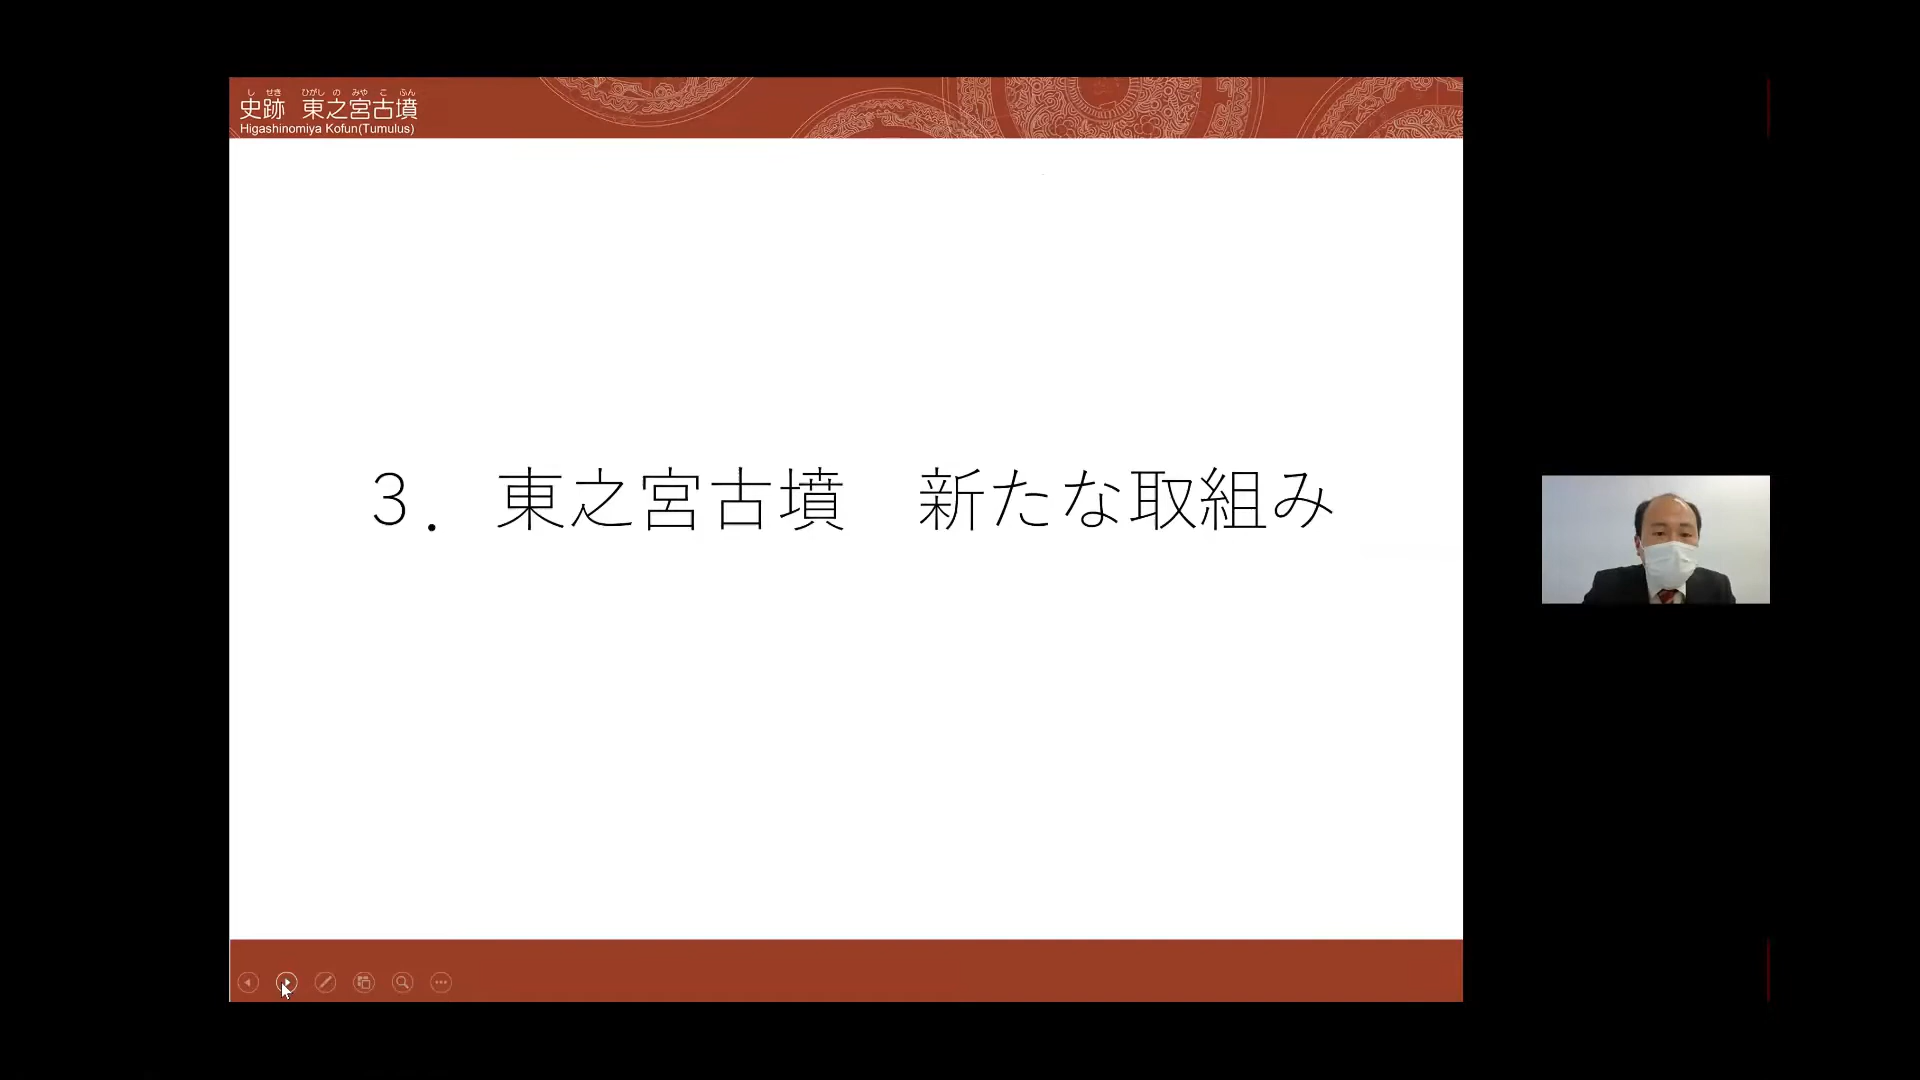 し せき ひがし の みや こ ふん
史跡 東之宮古墳
Higashinomiya Kofun(Tumulus)
3. 東之宮古墳 新たな取組み